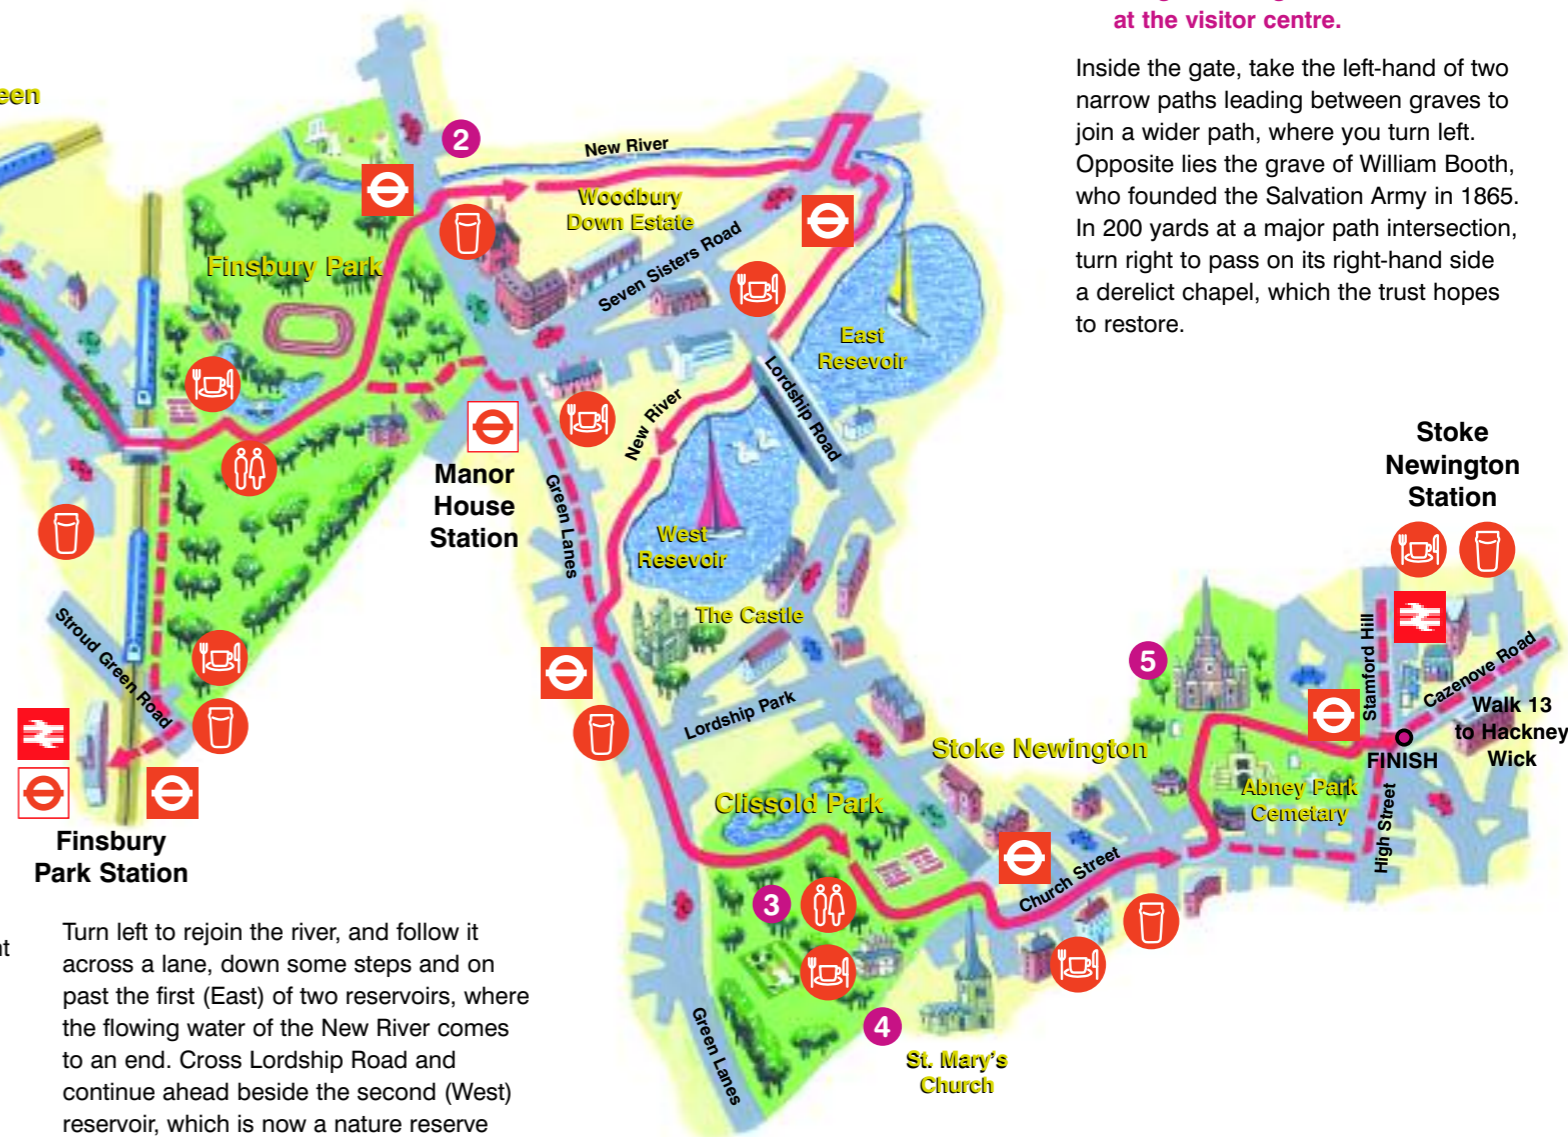 at the visitor centre.
Inside the gate, take the left-hand of two
narrow paths leading between graves to
join a wider path, where you turn left.
Opposite lies the grave of William Booth,
who founded the Salvation Army in 1865.
In 200 yards at a major path intersection,
turn right to pass on its right-hand side
a derelict chapel, which the trust hopes
to restore.
een
2
New River
Woodbury
Down Estate
Finsbury Park
Seven Sisters Road
East
Resevoir
Lordship Road
New River
Manor
House
Station
Green Lanes
West
Resevoir
The Castle
Stroud Green Road
Lordship Park
Stoke
Newington
Station
5
Stamford Hill
Cazenove Road
Walk 13
to Hackney
Wick
FINISH
Stoke Newington
Abney Park
Cemetary
High Street
Clissold Park
Church Street
Finsbury
Park Station
3
4
Green Lanes
St. Mary's
Church
nt
Turn left to rejoin the river, and follow it
across a lane, down some steps and on
past the first (East) of two reservoirs, where
the flowing water of the New River comes
to an end. Cross Lordship Road and
continue ahead beside the second (West)
reservoir, which is now a nature reserve